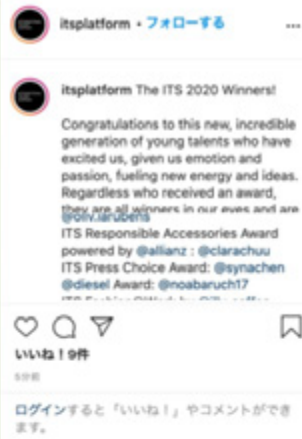 itsplatform • フォローする
itsplatform The ITS 2020 Winners!
Congratulations to this new, incredible
generation of young talents who have
excited us, given us emotion and
passion, fueling new energy and ideas.
Regardless who received an award,
they are all winners in our eyes and are
@oliv.larubens
ITS Responsible Accessories Award
powered by @allianz : @clarachuu
ITS Press Choice Award: @synachen
@diesel Award: @noabaruch17
いいね！9件
5分前
ログインすると「いいね！」やコメントができ
ます。